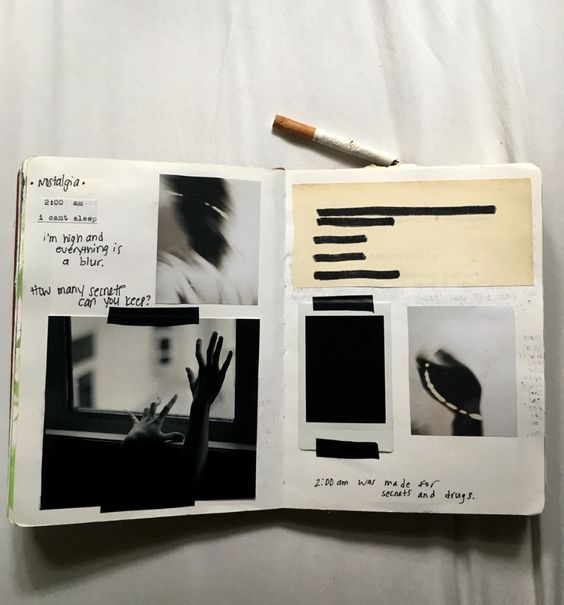 • Nostalgia •
2:00 am
i cant sleep
i'm high and
everything is
a blur.
How many secrets
can you keep?
2:00 am was made for
secrets and drugs.